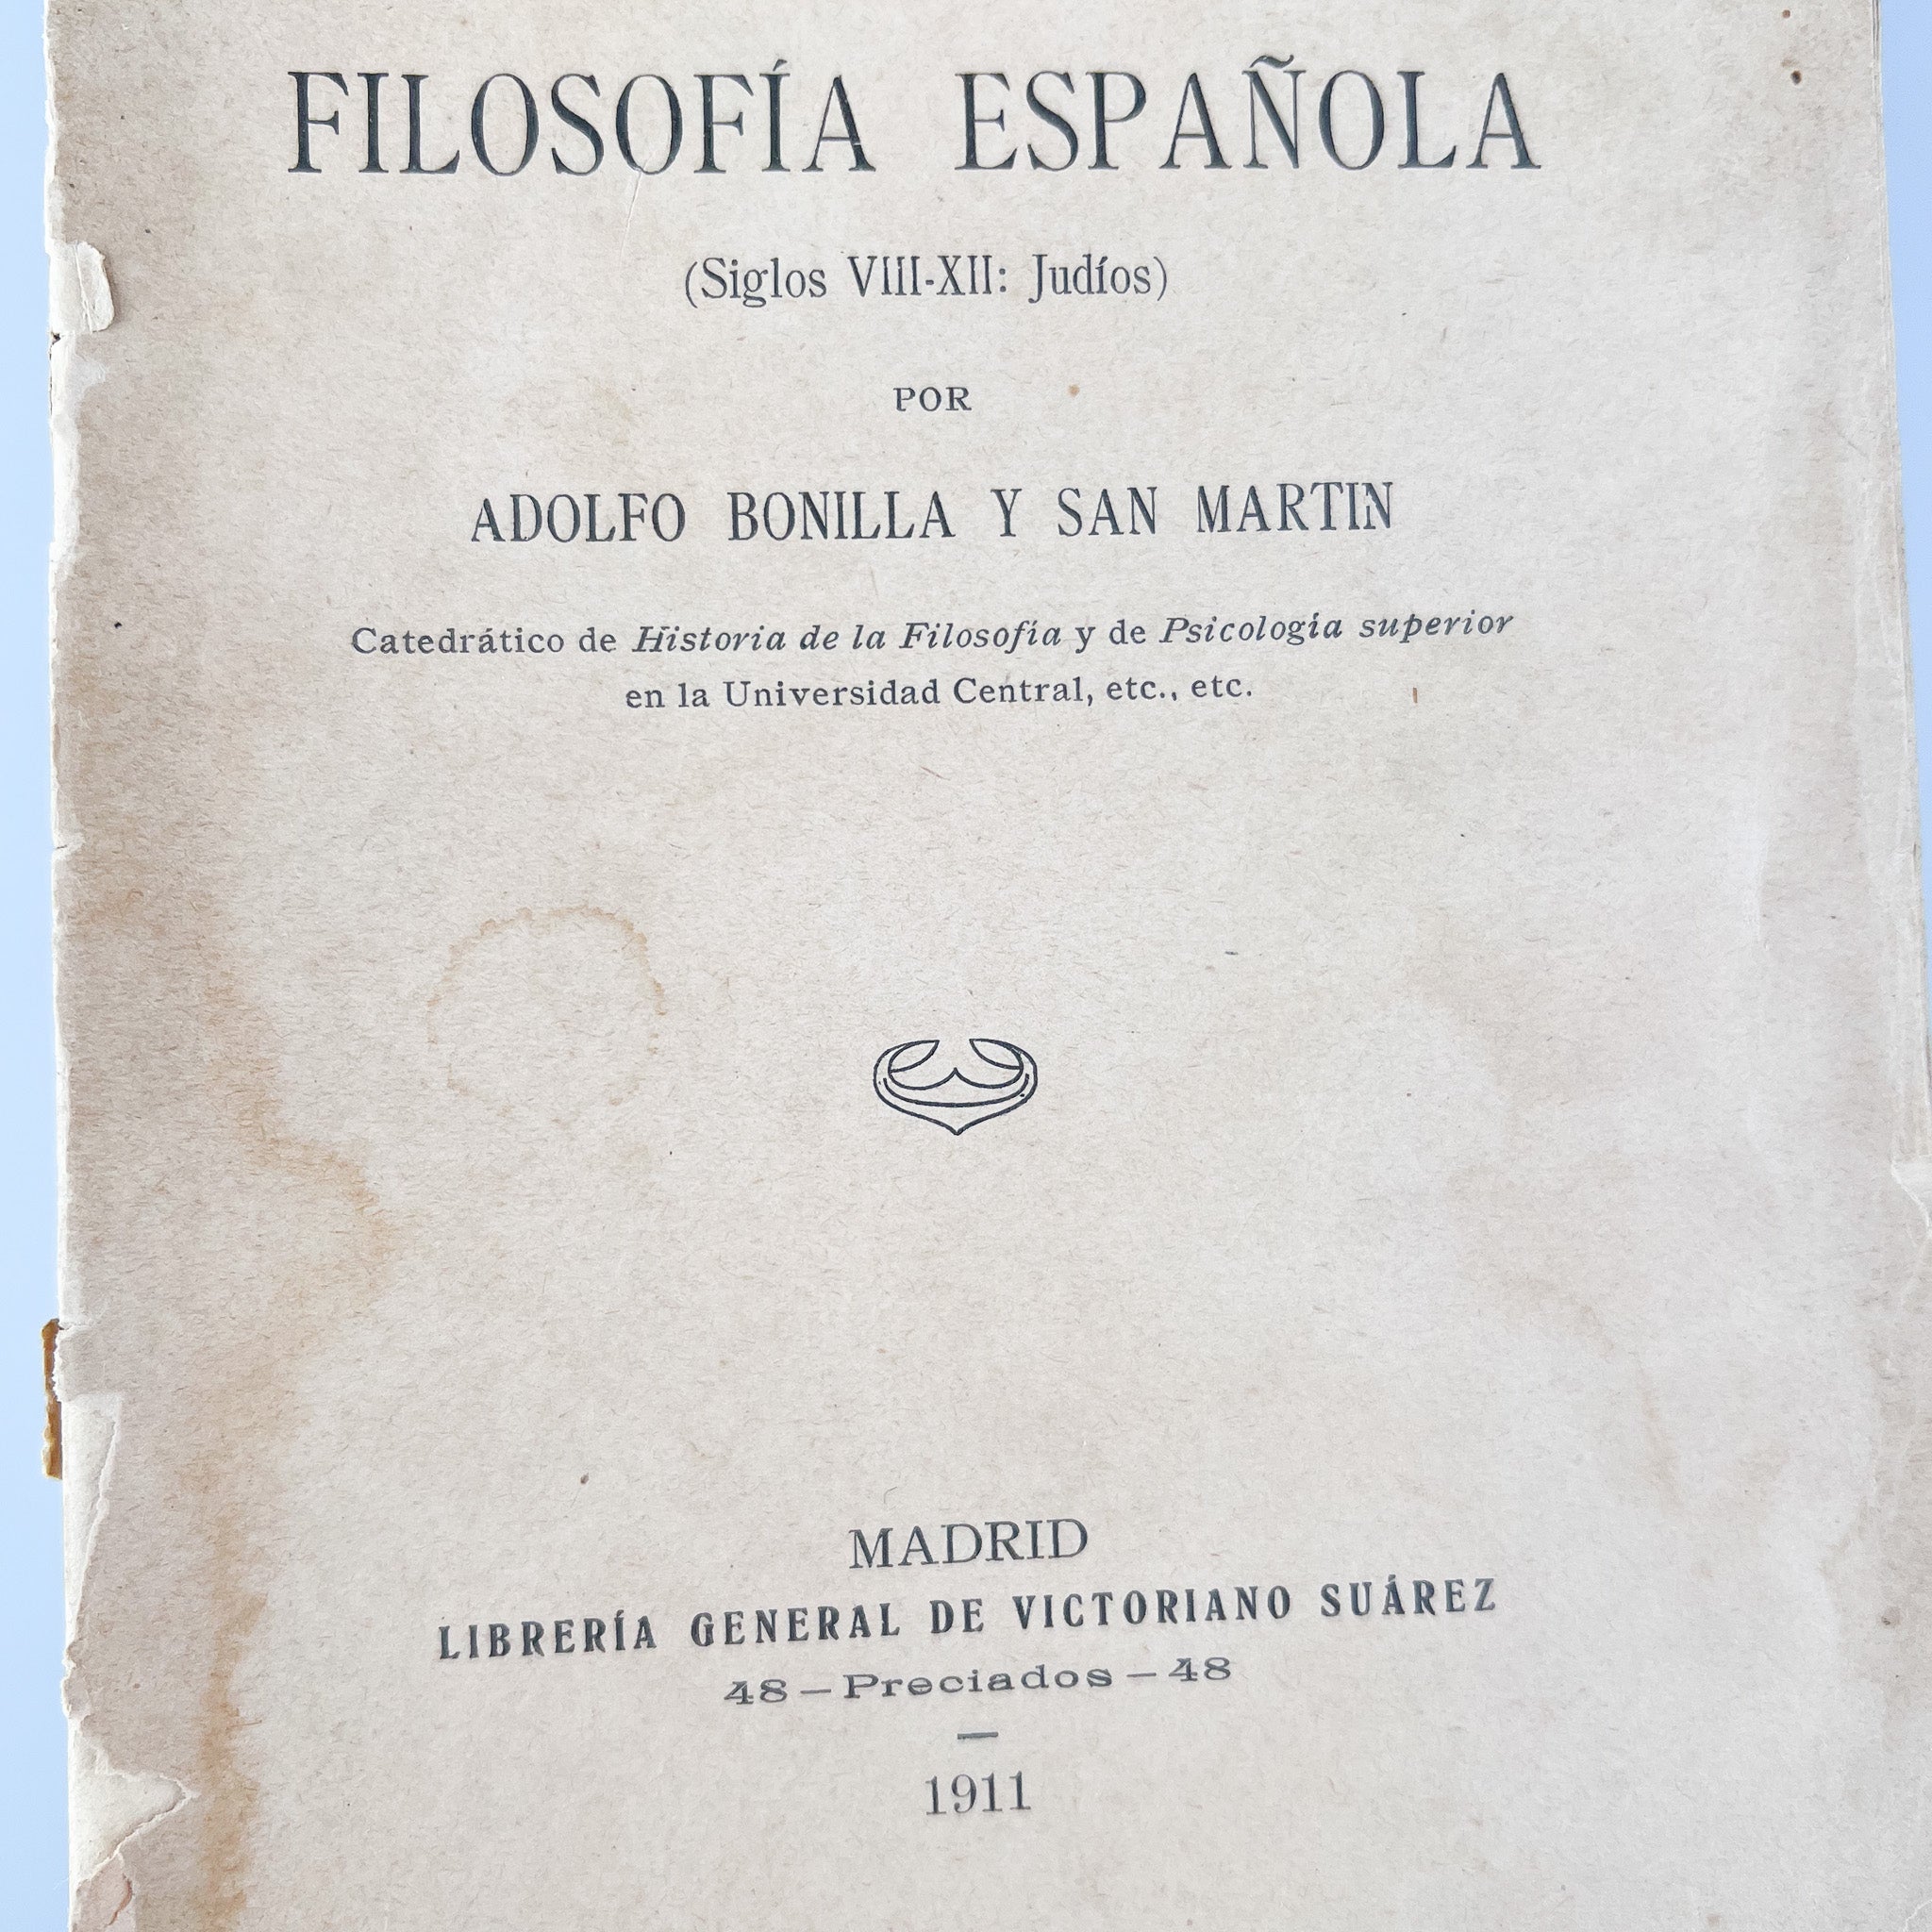 FILOSOFÍA ESPAÑOLA
(Siglos VIII-XII: Judíos)
POR
ADOLFO BONILLA Y SAN MARTIN
Catedrático de Historia de la Filosofía y de Psicología superior
en la Universidad Central, etc., etc.
MADRID
LIBRERÍA GENERAL DE VICTORIANO SUÁREZ
48—Preciados—48
1911